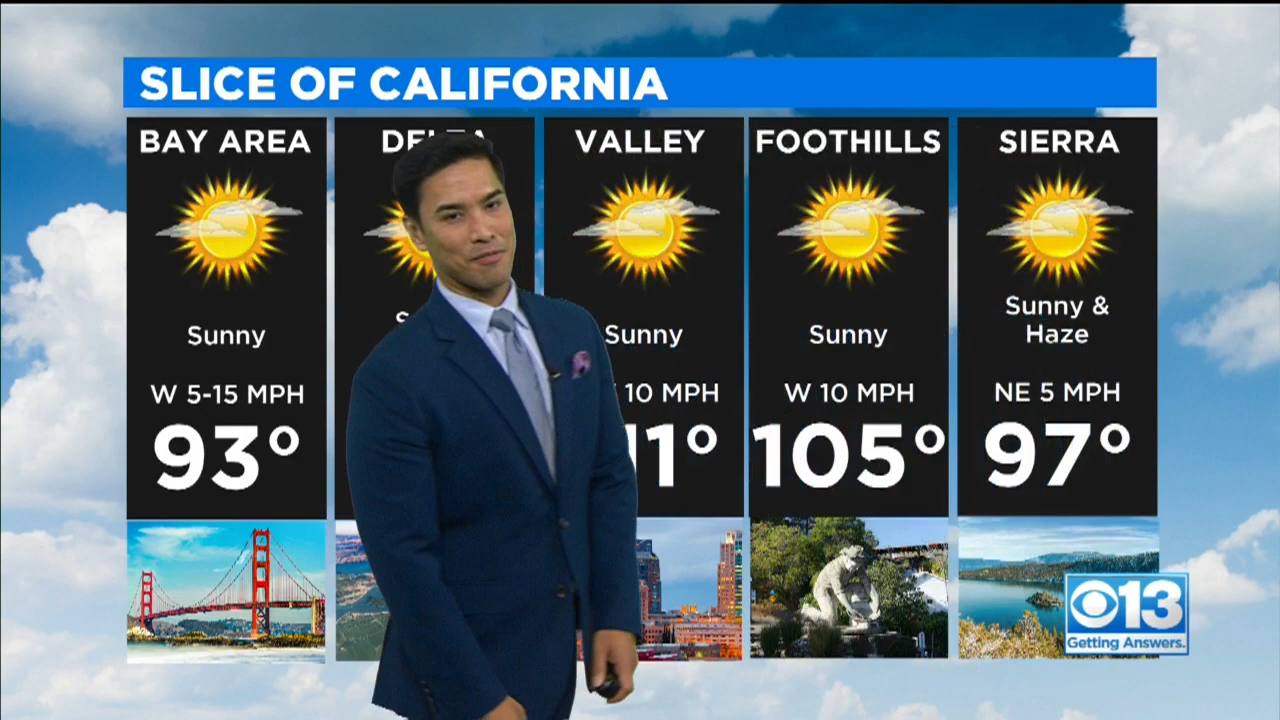 SLICE OF CALIFORNIA
BAY AREA
Sunny
W 5-15 MPH
93°
VALLEY
Sunny
10 MPH
11°
FOOTHILLS
Sunny
W 10 MPH
105°
SIERRA
Sunny &
Haze
NE 5 MPH
97°
13
Getting Answers.